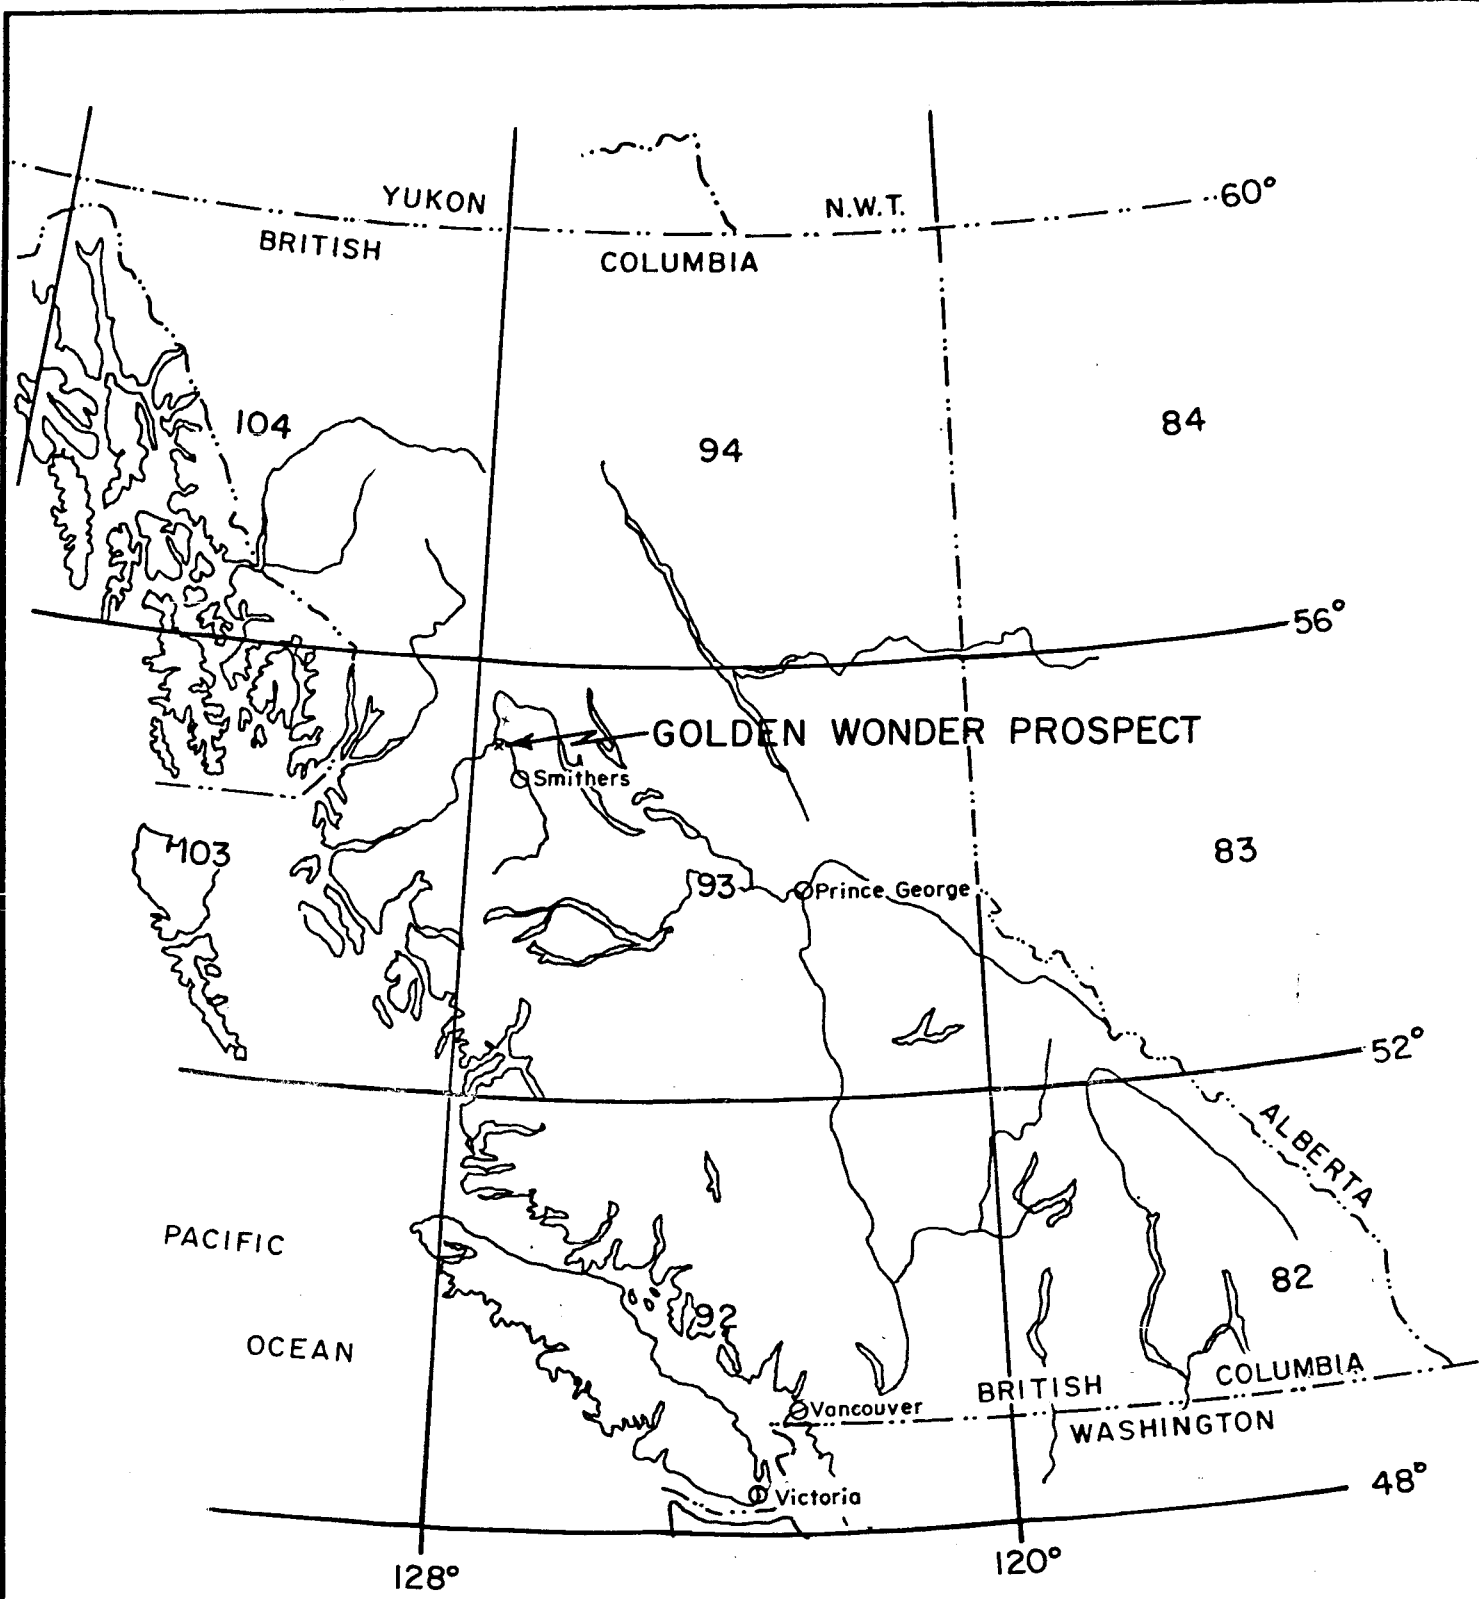 YUKON
N.W.T.
60°
BRITISH
COLUMBIA
104
94
84
56°
GOLDEN WONDER PROSPECT
Smithers
103
93
Prince George
83
52°
ALBERTA
PACIFIC
OCEAN
92
82
BRITISH
COLUMBIA
Vancouver
WASHINGTON
Victoria
48°
128°
120°